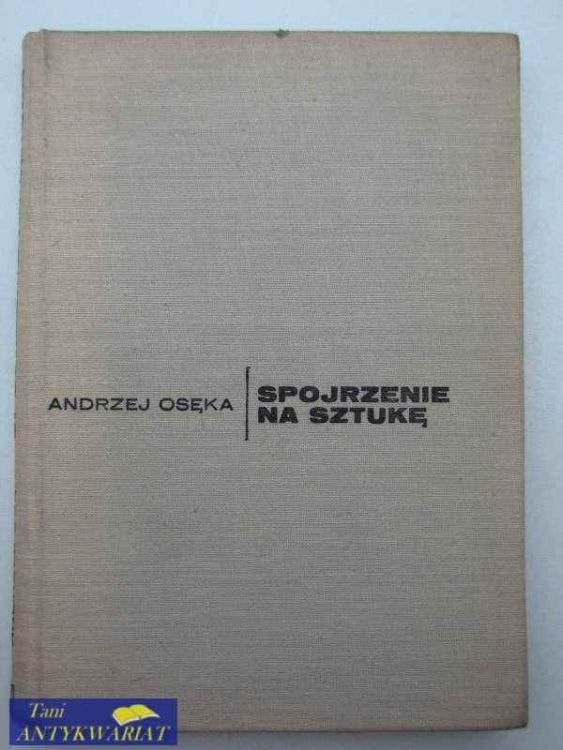 ANDRZEJ OSĘKA
SPOJRZENIE
NA SZTUKĘ
Tani
ANTYKWARIAT